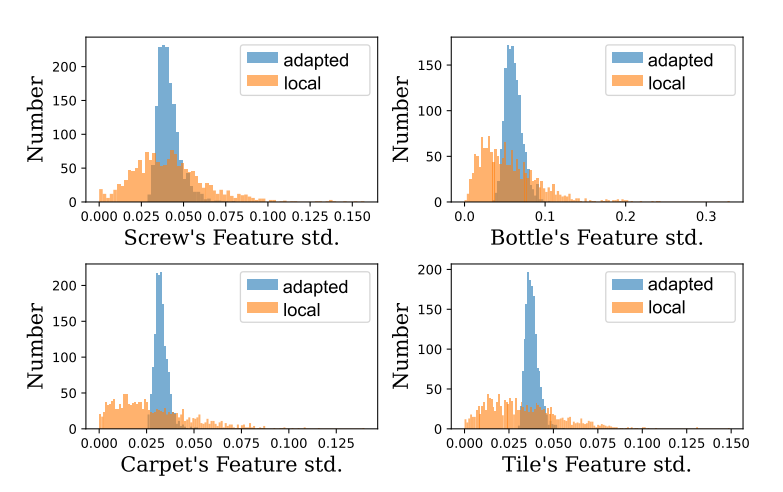 adapted
local
Number
200
150
100
50
0
0.000 0.025 0.050 0.075 0.100 0.125 0.150
Screw's Feature std.
adapted
local
Number
150
100
50
0
0.0 0.1 0.2 0.3
Bottle's Feature std.
adapted
local
Number
200
150
100
50
0
0.000 0.025 0.050 0.075 0.100 0.125
Carpet's Feature std.
adapted
local
Number
200
150
100
50
0
0.000 0.025 0.050 0.075 0.100 0.125 0.150
Tile's Feature std.